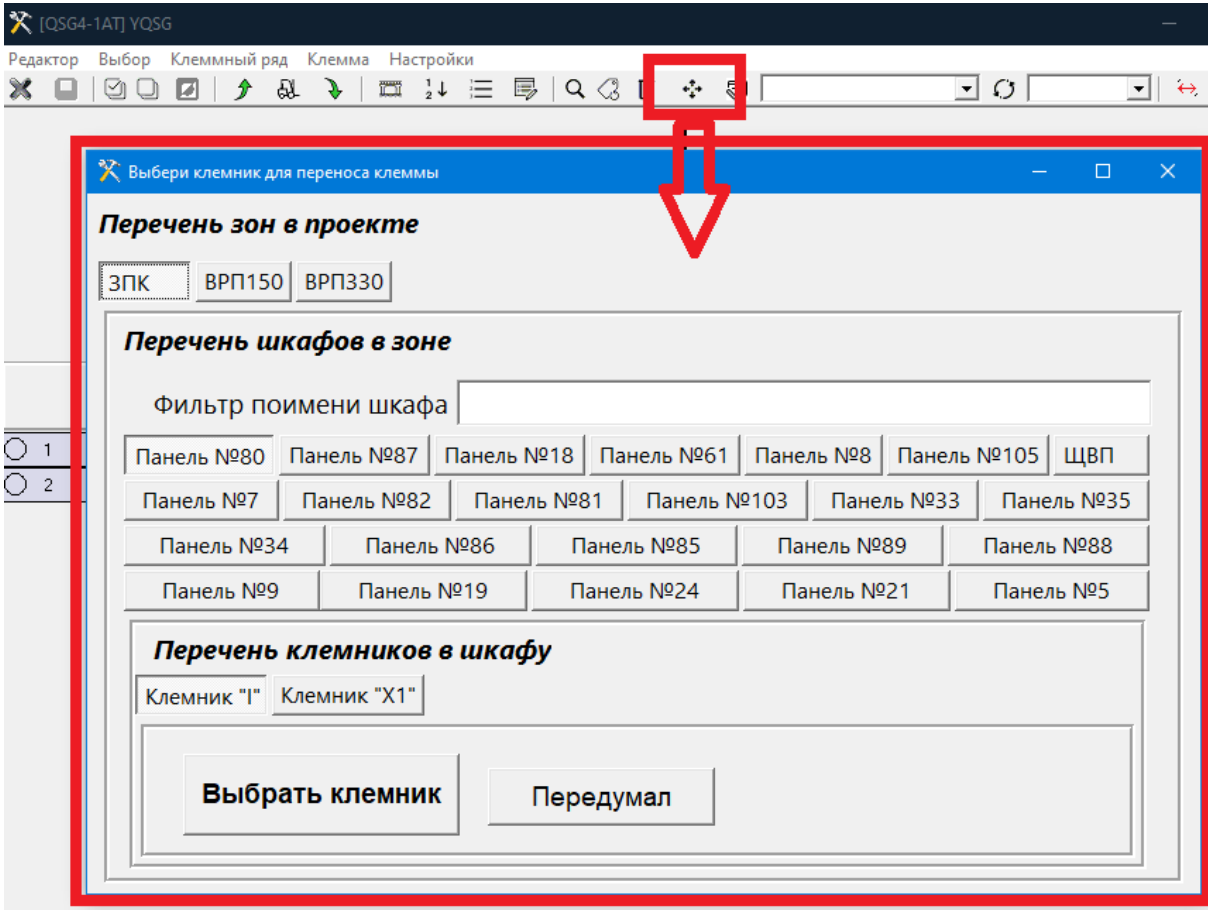 [QSG4-1AT] YQSG
Редактор Выбор Клеммный ряд Клемма Настройки
Выбери клемник для переноса клеммы
Перечень зон в проекте
ЗПК ВРП150 ВРП330
Перечень шкафов в зоне
Фильтр поимени шкафа
1 Панель №80 Панель №87 Панель №18 Панель №61 Панель №8 Панель №105 ЩВП
2 Панель №7 Панель №82 Панель №81 Панель №103 Панель №33 Панель №35
Панель №34 Панель №86 Панель №85 Панель №89 Панель №88
Панель №9 Панель №19 Панель №24 Панель №21 Панель №5
Перечень клемников в шкафу
Клемник "I" Клемник "X1"
Выбрать клемник Передумал